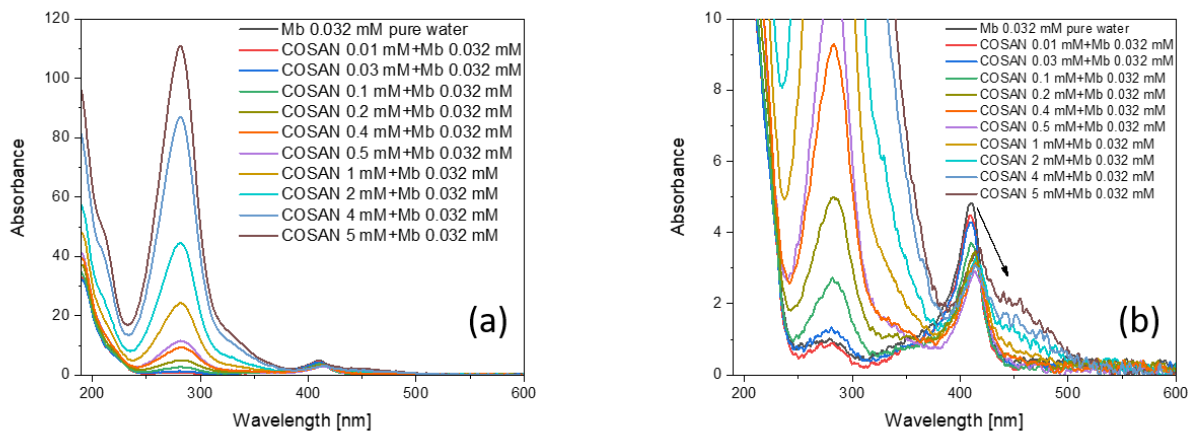 120
100
80
60
40
20
0
Absorbance
200
300
400
500
600
Wavelength [nm]
Mb 0.032 mM pure water
COSAN 0.01 mM+Mb 0.032 mM
COSAN 0.03 mM+Mb 0.032 mM
COSAN 0.1 mM+Mb 0.032 mM
COSAN 0.2 mM+Mb 0.032 mM
COSAN 0.4 mM+Mb 0.032 mM
COSAN 0.5 mM+Mb 0.032 mM
COSAN 1 mM+Mb 0.032 mM
COSAN 2 mM+Mb 0.032 mM
COSAN 4 mM+Mb 0.032 mM
COSAN 5 mM+Mb 0.032 mM
(a)
10
8
6
4
2
0
Absorbance
200
300
400
500
600
Wavelength [nm]
Mb 0.032 mM pure water
COSAN 0.01 mM+Mb 0.032 mM
COSAN 0.03 mM+Mb 0.032 mM
COSAN 0.1 mM+Mb 0.032 mM
COSAN 0.2 mM+Mb 0.032 mM
COSAN 0.4 mM+Mb 0.032 mM
COSAN 0.5 mM+Mb 0.032 mM
COSAN 1 mM+Mb 0.032 mM
COSAN 2 mM+Mb 0.032 mM
COSAN 4 mM+Mb 0.032 mM
COSAN 5 mM+Mb 0.032 mM
(b)